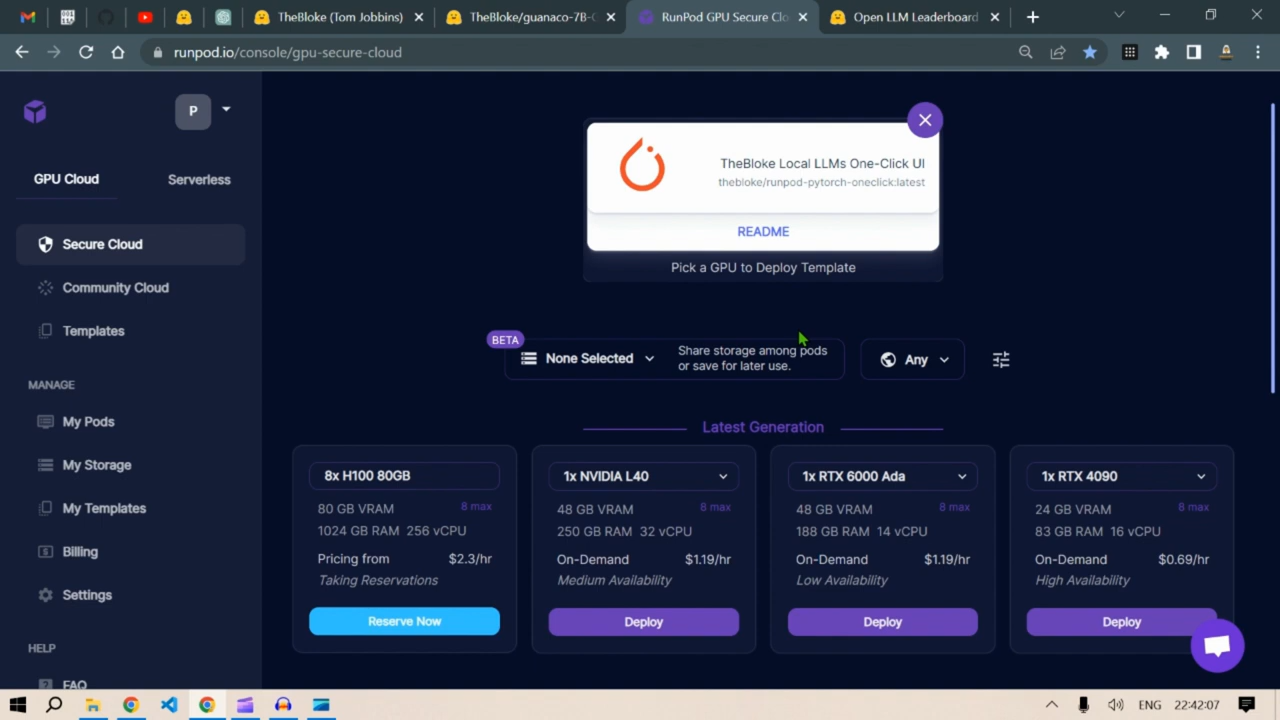 TheBloke (Tom Jobbins)
TheBloke/guanaco-7B-
RunPod GPU Secure Clo
Open LLM Leaderboard
runpod.io/console/gpu-secure-cloud
P
GPU Cloud
Serverless
Secure Cloud
Community Cloud
Templates
MANAGE
My Pods
My Storage
My Templates
Billing
Settings
HELP
FAQ
TheBloke Local LLMs One-Click UI
thebloke/runpod-pytorch-oneclick:latest
README
Pick a GPU to Deploy Template
BETA
None Selected
Share storage among pods
or save for later use.
Any
Latest Generation
8x H100 80GB
80 GB VRAM 8 max
1024 GB RAM 256 vCPU
Pricing from $2.3/hr
Taking Reservations
Reserve Now
1x NVIDIA L40
48 GB VRAM 8 max
250 GB RAM 32 vCPU
On-Demand $1.19/hr
Medium Availability
Deploy
1x RTX 6000 Ada
48 GB VRAM 8 max
188 GB RAM 14 vCPU
On-Demand $1.19/hr
Low Availability
Deploy
1x RTX 4090
24 GB VRAM 8 max
83 GB RAM 16 vCPU
On-Demand $0.69/hr
High Availability
Deploy
ENG 22:42:07